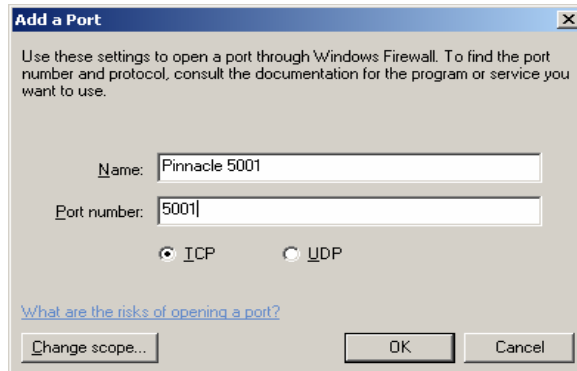 Add a Port
Use these settings to open a port through Windows Firewall. To find the port
number and protocol, consult the documentation for the program or service you
want to use.
Name: Pinnacle 5001
Port number: 5001
TCP UDP
What are the risks of opening a port?
Change scope... OK Cancel